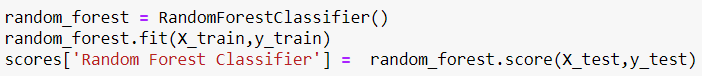 random_forest = RandomForestClassifier()
random_forest.fit(X_train,y_train)
scores['Random Forest Classifier'] =  random_forest.score(X_test,y_test)